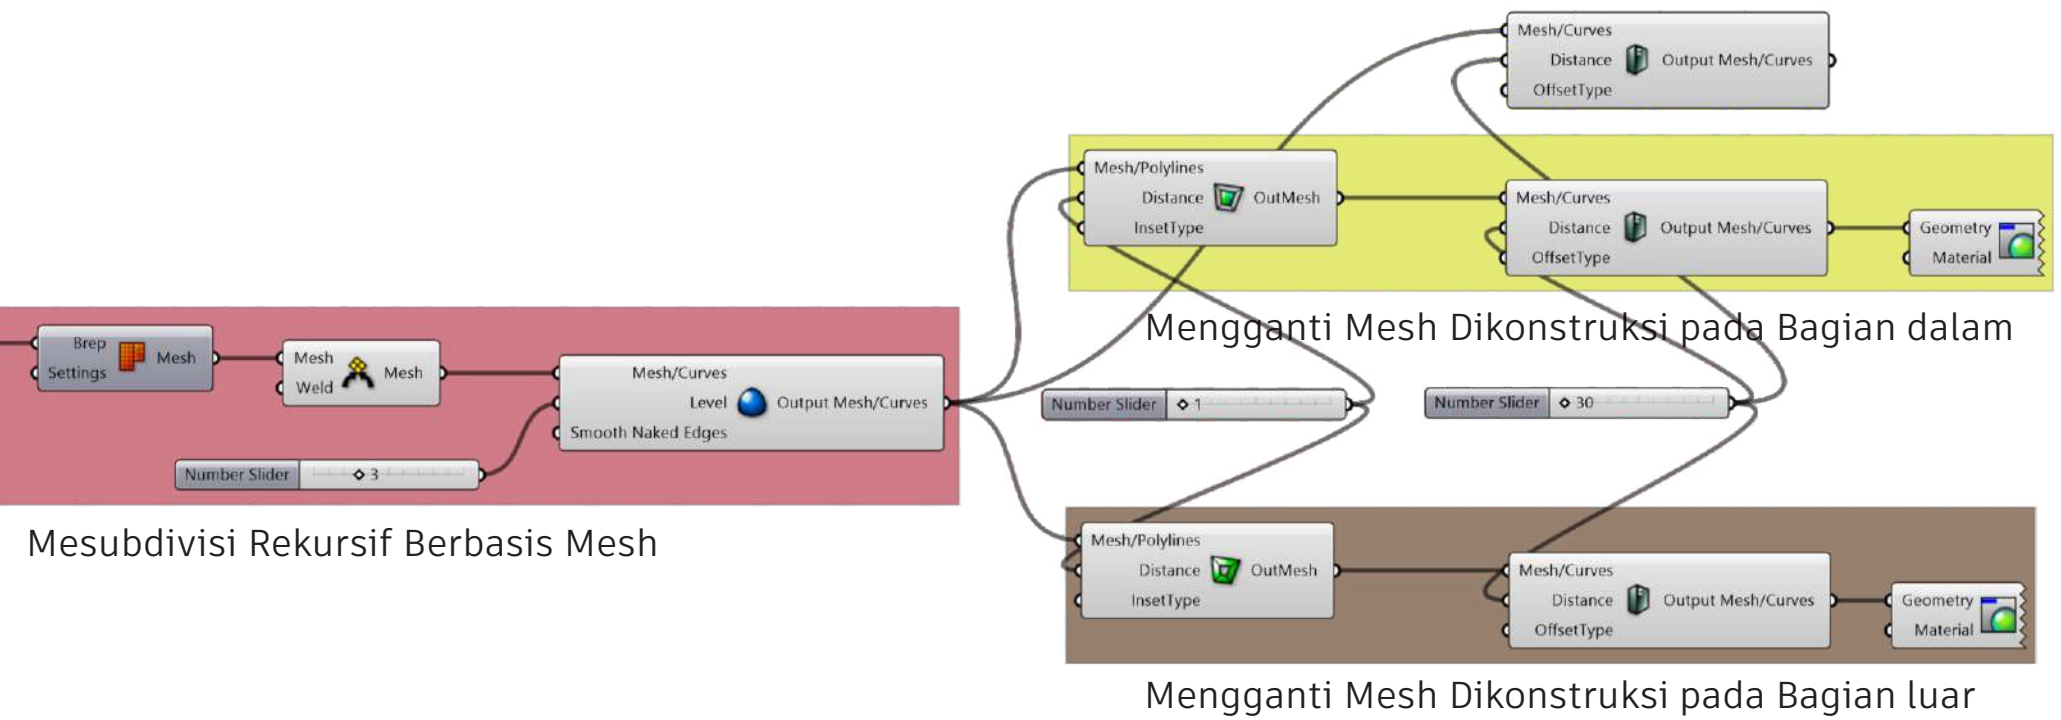 Mesh/Curves
Distance
OffsetType
Output Mesh/Curves
Mesh/Polylines
Distance
InsetType
OutMesh
Mesh/Curves
Distance
OffsetType
Output Mesh/Curves
Geometry
Material
Mengganti Mesh Dikonstruksi pada Bagian dalam
Brep
Settings
Mesh
Mesh
Weld
Mesh
Mesh/Curves
Level
Smooth Naked Edges
Output Mesh/Curves
Number Slider 3
Mesubdivisi Rekursif Berbasis Mesh
Number Slider 1
Number Slider 30
Mesh/Polylines
Distance
InsetType
OutMesh
Mesh/Curves
Distance
OffsetType
Output Mesh/Curves
Geometry
Material
Mengganti Mesh Dikonstruksi pada Bagian luar